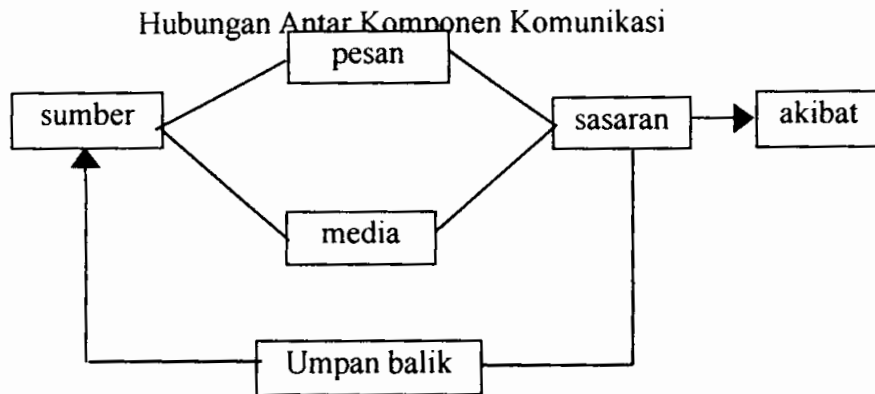 Hubungan Antar Komponen Komunikasi
pesan
sumber
sasaran
akibat
media
Umpan balik